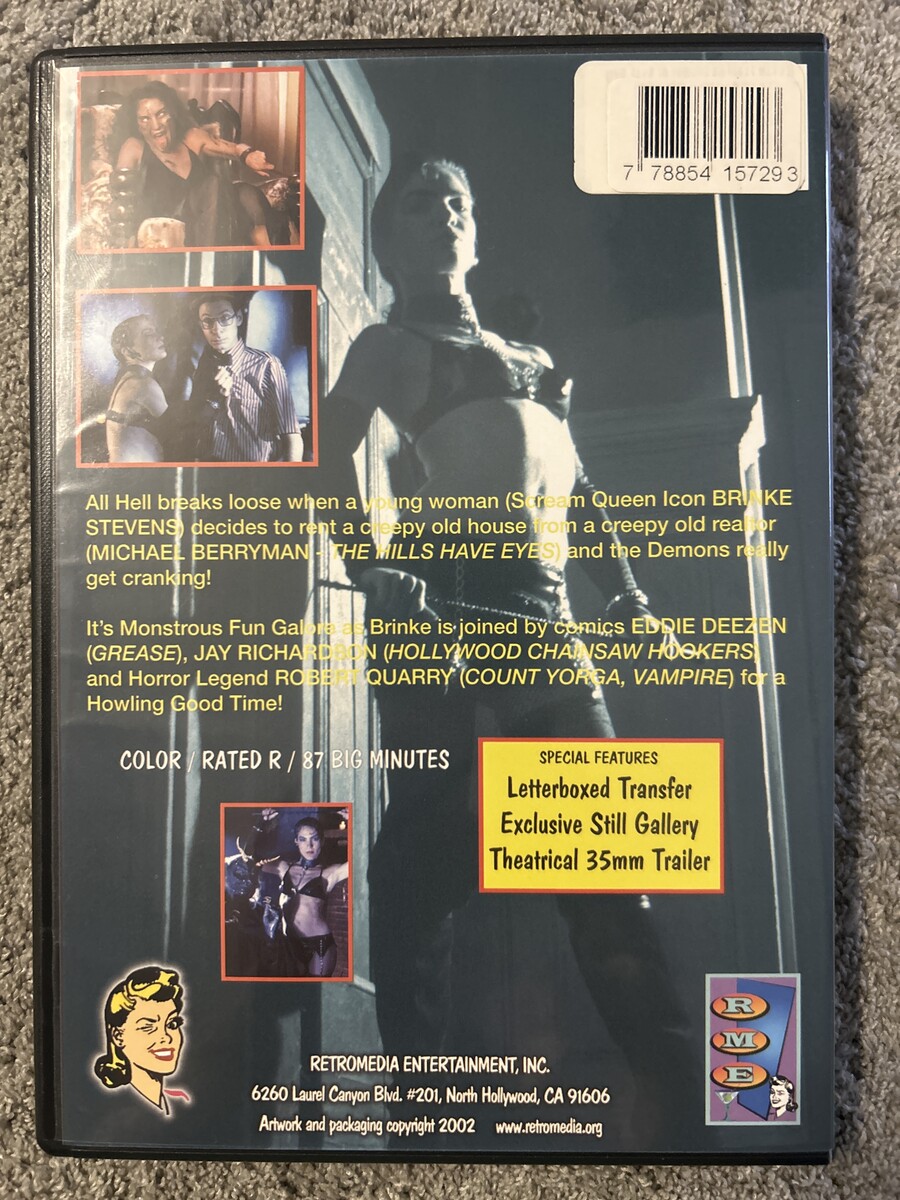 7 78854 15729 3
All Hell breaks loose when a young woman (Scream Queen Icon BRINKE
STEVENS) decides to rent a creepy old house from a creepy old realtor
(MICHAEL BERRYMAN - THE HILLS HAVE EYES) and the Demons really
get cranking!
It's Monstrous Fun Galore as Brinke is joined by comics EDDIE DEEZEN
(GREASE), JAY RICHARDSON (HOLLYWOOD CHAINSAW HOOKERS)
and Horror Legend ROBERT QUARRY (COUNT YORGA, VAMPIRE) for a
Howling Good Time!
COLOR / RATED R / 87 BIG MINUTES
SPECIAL FEATURES
Letterboxed Transfer
Exclusive Still Gallery
Theatrical 35mm Trailer
R
M
E
RETROMEDIA ENTERTAINMENT, INC.
6260 Laurel Canyon Blvd. #201, North Hollywood, CA 91606
Artwork and packaging copyright 2002 www.retromedia.org